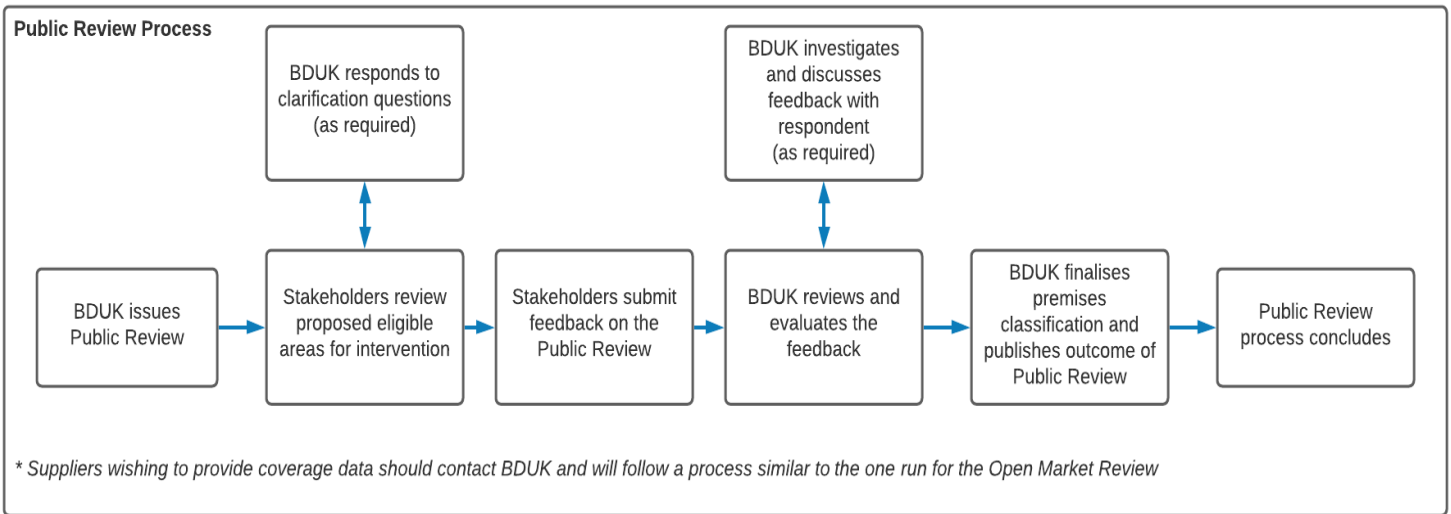 Public Review Process
BDUK responds to
clarification questions
(as required)
BDUK investigates
and discusses
feedback with
respondent
(as required)
BDUK issues
Public Review
Stakeholders review
proposed eligible
areas for intervention
Stakeholders submit
feedback on the
Public Review
BDUK reviews and
evaluates the
feedback
BDUK finalises
premises
classification and
publishes outcome of
Public Review
Public Review
process concludes
* Suppliers wishing to provide coverage data should contact BDUK and will follow a process similar to the one run for the Open Market Review